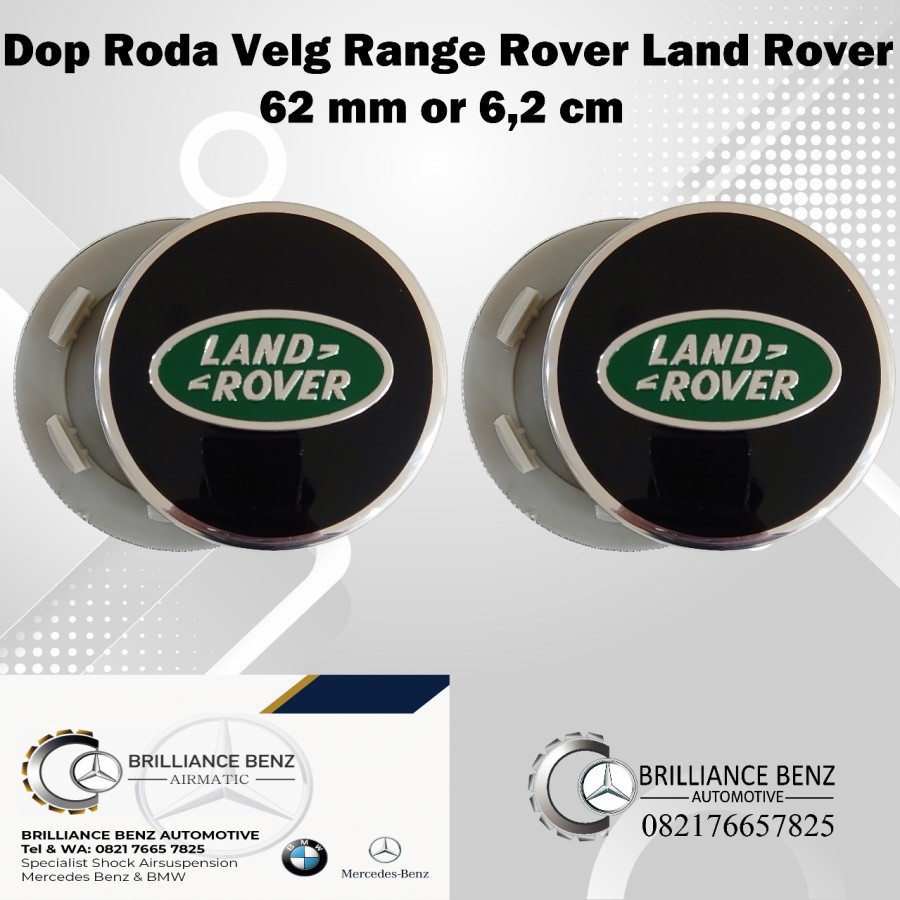 Dop Roda Velg Range Rover Land Rover
62 mm or 6,2 cm
LAND
ROVER
LAND
ROVER
BRILLIANCE BENZ
AIRMATIC
BRILLIANCE BENZ AUTOMOTIVE
Tel & WA: 0821 7665 7825
Specialist Shock Airsuspension
Mercedes Benz & BMW
BMW
Mercedes-Benz
BRILLIANCE BENZ
AUTOMOTIVE
082176657825